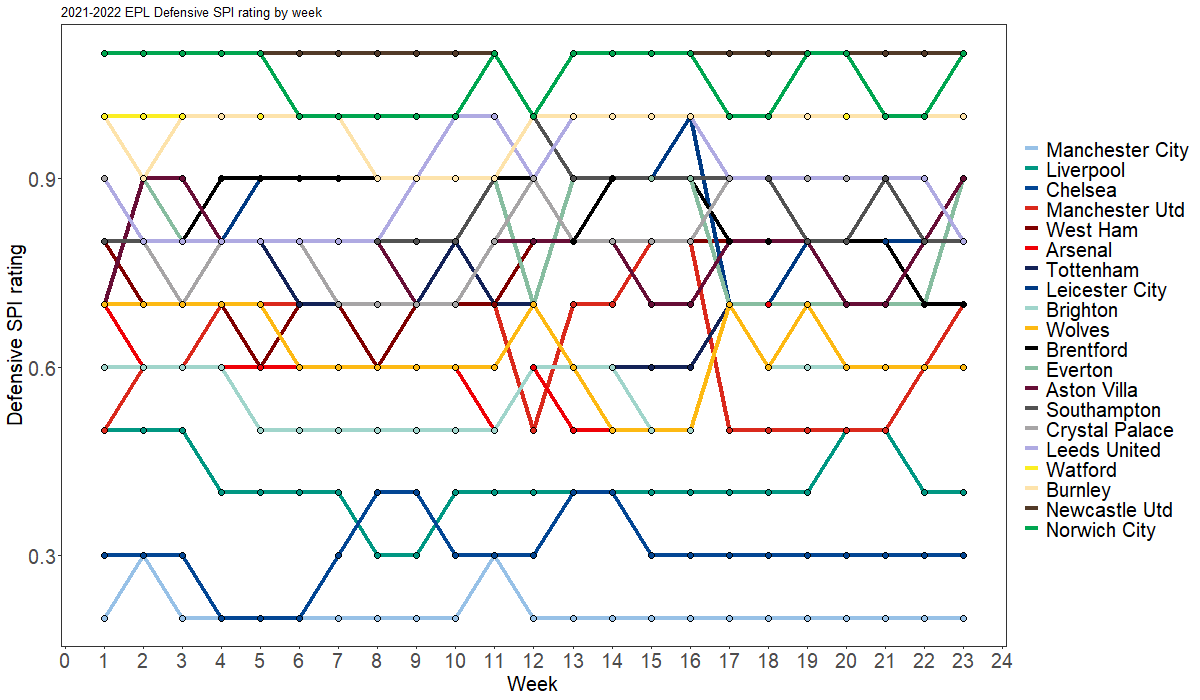 2021-2022 EPL Defensive SPI rating by week
Defensive SPI rating
0.9
0.6
0.3
0 1 2 3 4 5 6 7 8 9 10 11 12 13 14 15 16 17 18 19 20 21 22 23 24
Week
Manchester City
Liverpool
Chelsea
Manchester Utd
West Ham
Arsenal
Tottenham
Leicester City
Brighton
Wolves
Brentford
Everton
Aston Villa
Southampton
Crystal Palace
Leeds United
Watford
Burnley
Newcastle Utd
Norwich City